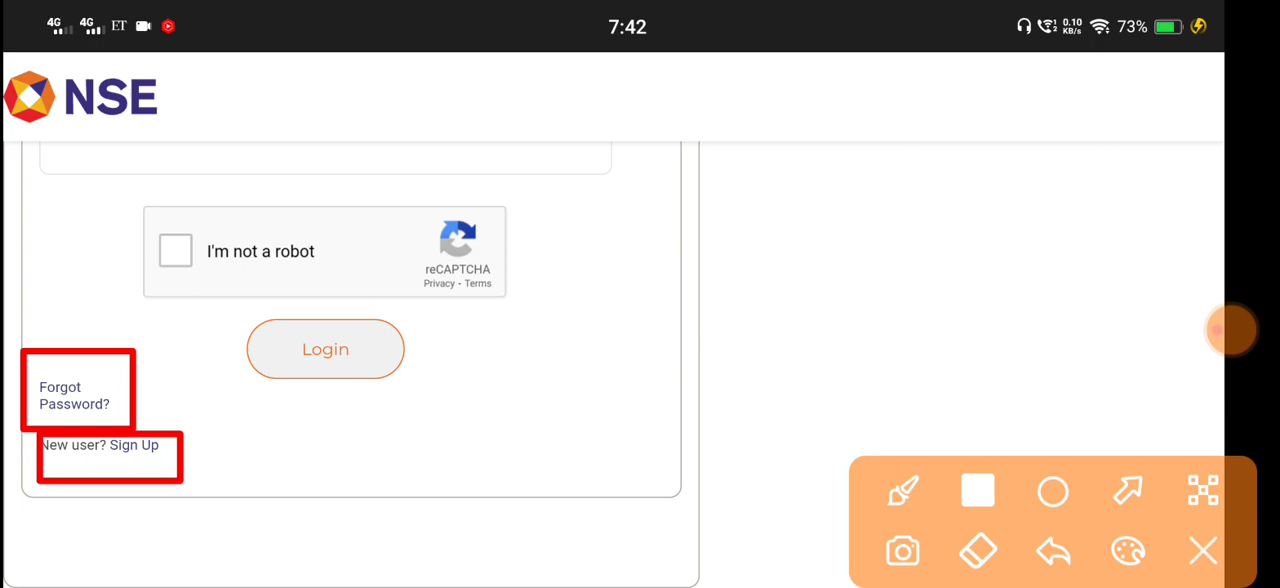 4G 4G ET 7:42 2 0.10 KB/s 73%
NSE
I'm not a robot
reCAPTCHA
Privacy - Terms
Login
Forgot
Password?
New user? Sign Up